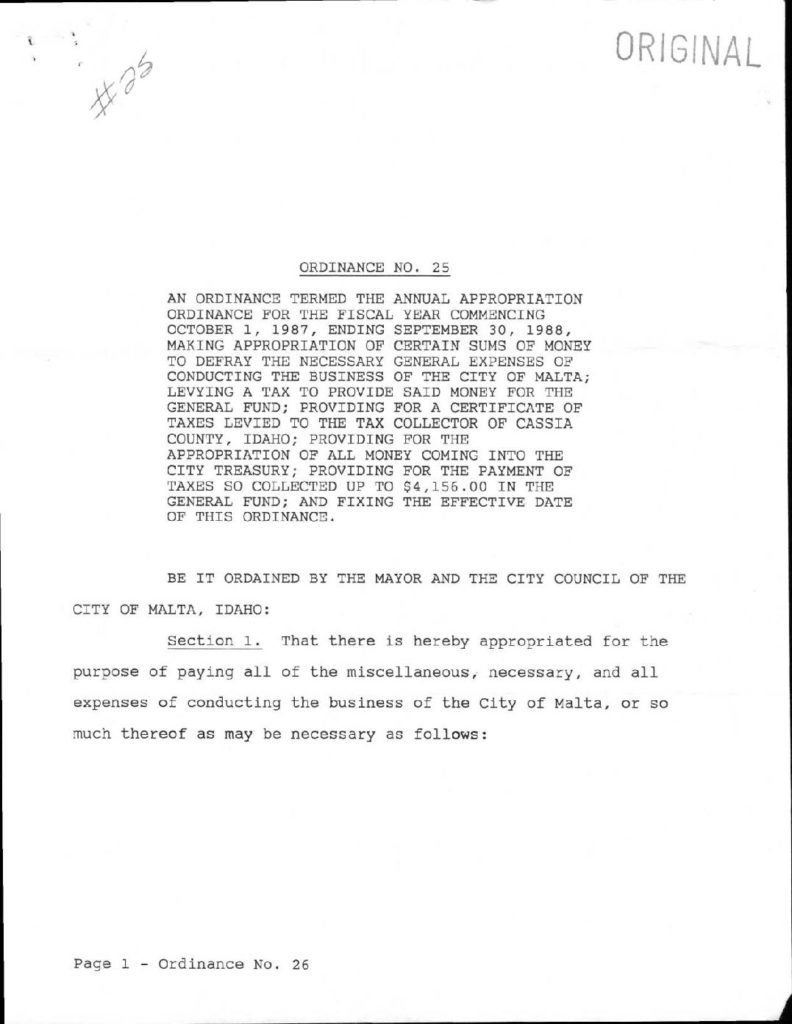 ORIGINAL
#25
ORDINANCE NO. 25
AN ORDINANCE TERMED THE ANNUAL APPROPRIATION
ORDINANCE FOR THE FISCAL YEAR COMMENCING
OCTOBER 1, 1987, ENDING SEPTEMBER 30, 1988,
MAKING APPROPRIATION OF CERTAIN SUMS OF MONEY
TO DEFRAY THE NECESSARY GENERAL EXPENSES OF
CONDUCTING THE BUSINESS OF THE CITY OF MALTA;
LEVYING A TAX TO PROVIDE SAID MONEY FOR THE
GENERAL FUND; PROVIDING FOR A CERTIFICATE OF
TAXES LEVIED TO THE TAX COLLECTOR OF CASSIA
COUNTY, IDAHO; PROVIDING FOR THE
APPROPRIATION OF ALL MONEY COMING INTO THE
CITY TREASURY; PROVIDING FOR THE PAYMENT OF
TAXES SO COLLECTED UP TO $4,156.00 IN THE
GENERAL FUND; AND FIXING THE EFFECTIVE DATE
OF THIS ORDINANCE.
BE IT ORDAINED BY THE MAYOR AND THE CITY COUNCIL OF THE
CITY OF MALTA, IDAHO:
Section 1. That there is hereby appropriated for the
purpose of paying all of the miscellaneous, necessary, and all
expenses of conducting the business of the City of Malta, or so
much thereof as may be necessary as follows:
Page 1 - Ordinance No. 26